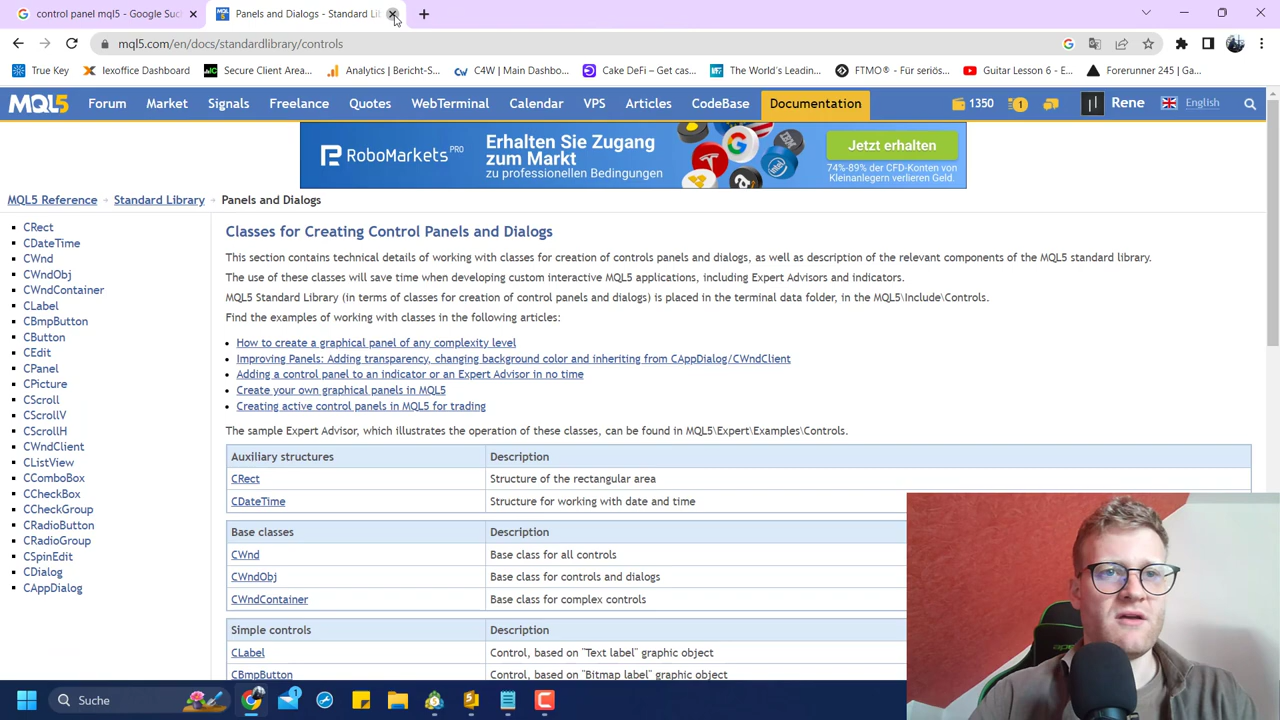 control panel mql5 - Google Suc
Panels and Dialogs - Standard Li
mql5.com/en/docs/standardlibrary/controls
True Key
lexoffice Dashboard
Secure Client Area...
Analytics | Bericht-S...
C4W | Main Dashbo...
Cake DeFi – Get cas...
The World's Leadin...
FTMO® - Für seriös...
Guitar Lesson 6 - E...
Forerunner 245 | Ga...
MQL5
Forum
Market
Signals
Freelance
Quotes
WebTerminal
Calendar
VPS
Articles
CodeBase
Documentation
1350
1
Rene
English
RoboMarkets PRO
Erhalten Sie Zugang
zum Markt
zu professionellen Bedingungen
IBM
intel
Jetzt erhalten
74%-89% der CFD-Konten von
Kleinanlegern verlieren Geld.
MQL5 Reference
Standard Library
Panels and Dialogs
CRect
CDateTime
CWnd
CWndObj
CWndContainer
CLabel
CBmpButton
CButton
CEdit
CPanel
CPicture
CScroll
CScrollV
CScrollH
CWndClient
CListView
CComboBox
CCheckBox
CCheckGroup
CRadioButton
CRadioGroup
CSpinEdit
CDialog
CAppDialog
Classes for Creating Control Panels and Dialogs
This section contains technical details of working with classes for creation of controls panels and dialogs, as well as description of the relevant components of the MQL5 standard library.
The use of these classes will save time when developing custom interactive MQL5 applications, including Expert Advisors and indicators.
MQL5 Standard Library (in terms of classes for creation of control panels and dialogs) is placed in the terminal data folder, in the MQL5\Include\Controls.
Find the examples of working with classes in the following articles:
How to create a graphical panel of any complexity level
Improving Panels: Adding transparency, changing background color and inheriting from CAppDialog/CWndClient
Adding a control panel to an indicator or an Expert Advisor in no time
Create your own graphical panels in MQL5
Creating active control panels in MQL5 for trading
The sample Expert Advisor, which illustrates the operation of these classes, can be found in MQL5\Expert\Examples\Controls.
Auxiliary structures Description
CRect Structure of the rectangular area
CDateTime Structure for working with date and time
Base classes Description
CWnd Base class for all controls
CWndObj Base class for controls and dialogs
CWndContainer Base class for complex controls
Simple controls Description
CLabel Control, based on "Text label" graphic object
CBmpButton Control, based on "Bitmap label" graphic object
Suche